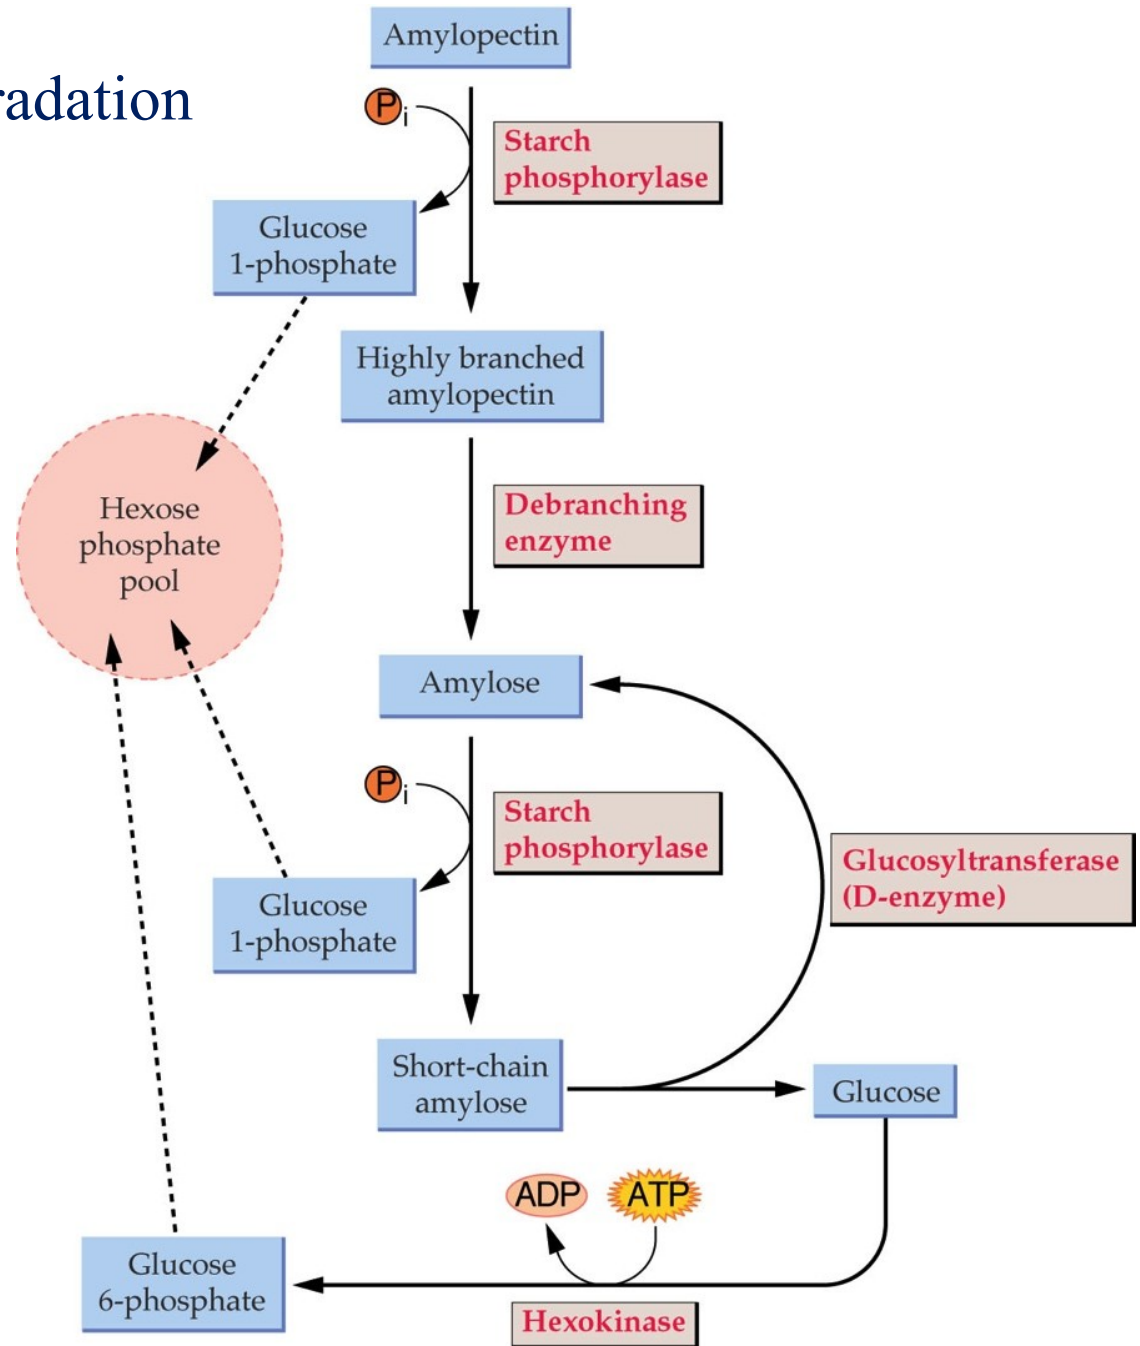 Amylopectin
radation
Pi
Starch
phosphorylase
Glucose
1-phosphate
Highly branched
amylopectin
Hexose
phosphate
pool
Debranching
enzyme
Amylose
Pi
Starch
phosphorylase
Glucosyltransferase
(D-enzyme)
Glucose
1-phosphate
Short-chain
amylose
Glucose
ADP
ATP
Glucose
6-phosphate
Hexokinase